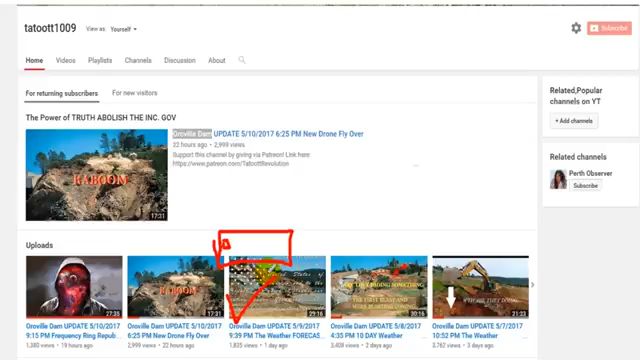 tatoott1009
View as: Yourself
Subscribe
Home Videos Playlists Channels Discussion About
For returning subscribers For new visitors
The Power of TRUTH ABOLISH THE INC. GOV
KABOOM
17:31
Oroville Dam UPDATE 5/10/2017 6:25 PM New Drone Fly Over
22 hours ago • 2,999 views
Support this channel by giving via Patreon! Link here:
https://www.patreon.com/TatoottRevolution
Related,Popular
channels on YT
+ Add channels
Related channels
Perth Observer
Subscribe
Uploads
27:35
KABOOM
17:31
United States of
29:16
THE FIRST BLAST AND
30:16
21:23
Oroville Dam UPDATE 5/10/2017
9:15 PM Frequency Ring Republ
1,380 views • 19 hours ago
Oroville Dam UPDATE 5/10/2017
6:25 PM New Drone Fly Over
2,999 views • 22 hours ago
Oroville Dam UPDATE 5/9/2017
9:39 PM The Weather FORECAS
1,835 views • 1 day ago
Oroville Dam UPDATE 5/8/2017
4:35 PM 10 DAY Weather
3,408 views • 2 days ago
Oroville Dam UPDATE 5/7/2017
3,762 views • 3 days ago